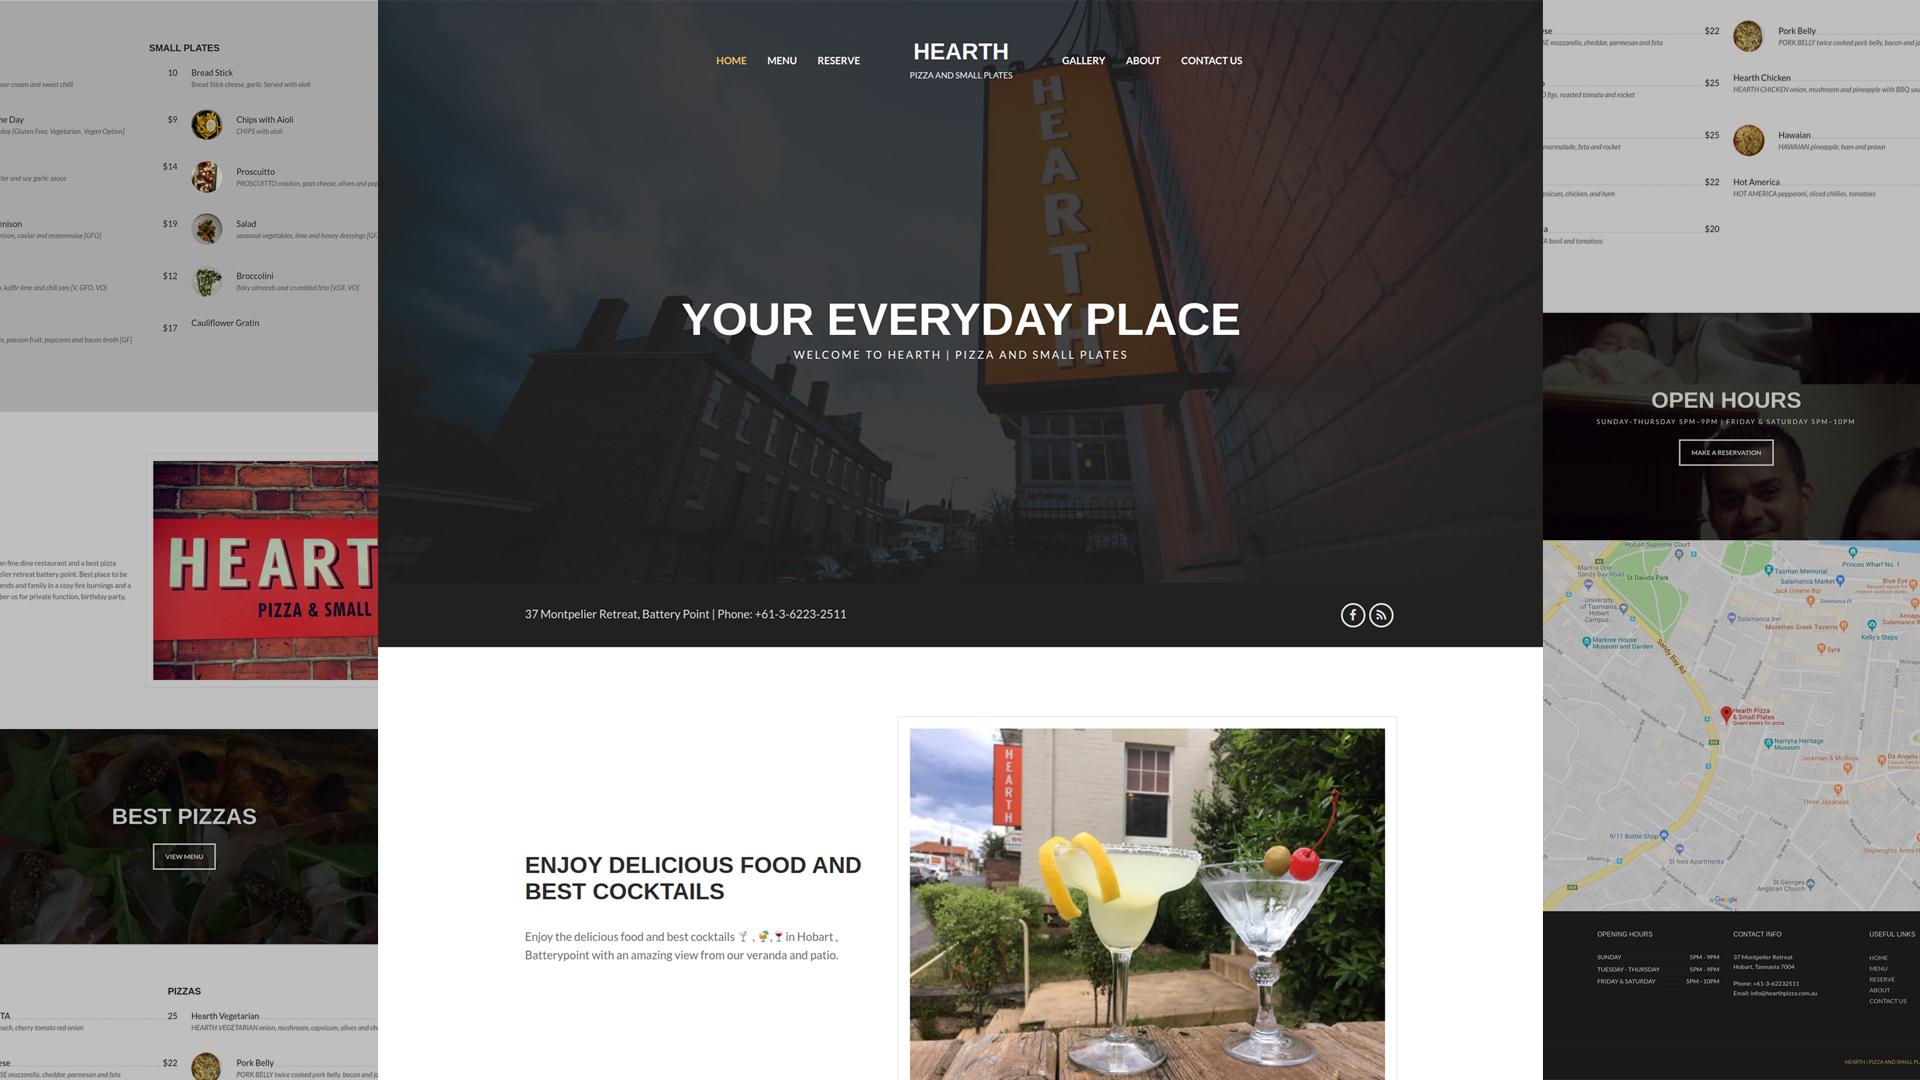 SMALL PLATES
10 Bread Stick
Bread Stick cheese, garlic Served with aioli
our cream and sweet chilli
he Day
$9 Chips with Aioli
CHIPS with aioli
day [Gluten Free, Vegetarian, Vegan Option]
$14 Proscuitto
PROSCUITTO crouton, goat cheese, olives and pap
tter and soy garlic sauce
enison
$19 Salad
seasonal vegetables, lime and honey dressings [GF,
nison, caviar and mayonnaise [GFO]
$12 Broccolini
flaky almonds and crumbled feta [V,GF, VO]
, kaffir lime and chili jam [V, GFO, VO]
$17 Cauliflower Gratin
es, passion fruit, popcorns and bacon broth [GF]
an fine dine restaurant and a best pizza
elier retreat battery point. Best place to be
ends and family in a cosy fire burnings and a
ber us for private function, birthday party,
HEART
PIZZA & SMALL
BEST PIZZAS
VIEW MENU
PIZZAS
TA
25 Hearth Vegetarian
HEARTH VEGETARIAN onion, mushroom, capsicum, olives and ch
nach, cherry tomato red onion
ese
$22 Pork Belly
PORK BELLY twice cooked pork belly, bacon and ja
SE mozzarella, cheddar, parmesan and feta
HOME MENU RESERVE
HEARTH
PIZZA AND SMALL PLATES
GALLERY ABOUT CONTACT US
HEARTH
YOUR EVERYDAY PLACE
WELCOME TO HEARTH | PIZZA AND SMALL PLATES
37 Montpelier Retreat, Battery Point | Phone: +61-3-6223-2511
ENJOY DELICIOUS FOOD AND
BEST COCKTAILS
Enjoy the delicious food and best cocktails 🍸 , 🍹,🍷 in Hobart ,
Batterypoint with an amazing view from our veranda and patio.
HEARTH
ese
$22 Pork Belly
SE mozzarella, cheddar, parmesan and feta
PORK BELLY twice cooked pork belly, bacon and ja
$25 Hearth Chicken
HEARTH CHICKEN onion, mushroom and pineapple with BBQ sau
O figs, roasted tomato and rocket
$25 Hawaian
HAWAIAN pineapple, ham and prawn
marmalade, feta and rocket
$22 Hot America
HOT AMERICA pepperoni, sliced chillies, tomatoes
psicum, chicken, and ham
$20
A basil and tomatoes
OPEN HOURS
SUNDAY-THURSDAY 5PM-9PM | FRIDAY & SATURDAY 5PM-10PM
MAKE A RESERVATION
Hobart Supreme Court
Princes Wharf No. 1
Mantra One
Sandy Bay Road
St Davids Park
Tasman Memorial
Salamanca Market
Blue Eye
Jack Greene Bar
University
of Tasmania,
Hobart
Campus...
Salamanca Pl
Salamanca Inn
Mezethes Greek Taverna
Markree House
Museum and Garden
Kelly's Steps
Syra
Sandy Bay Rd
Montpelier Retreat
Hampden Rd
Hearth Pizza
& Small Plates
Quaint eatery for pizza.
Narryna Heritage
Museum
Da Angelo
Jackman & McRoss
Three Japanese
9/11 Bottle Shop
St Ives Apartments
Shipwrights Arms H
St Georges
Anglican Church
Google
OPENING HOURS
SUNDAY 5PM - 9PM
TUESDAY - THURSDAY 5PM - 9PM
FRIDAY & SATURDAY 5PM - 10PM
CONTACT INFO
37 Montpelier Retreat
Hobart, Tasmania 7004
Phone: +61-3-62232511
Email: info@hearthpizza.com.au
USEFUL LINKS
HOME
MENU
RESERVE
ABOUT
CONTACT US
HEARTH | PIZZA AND SMALL PL